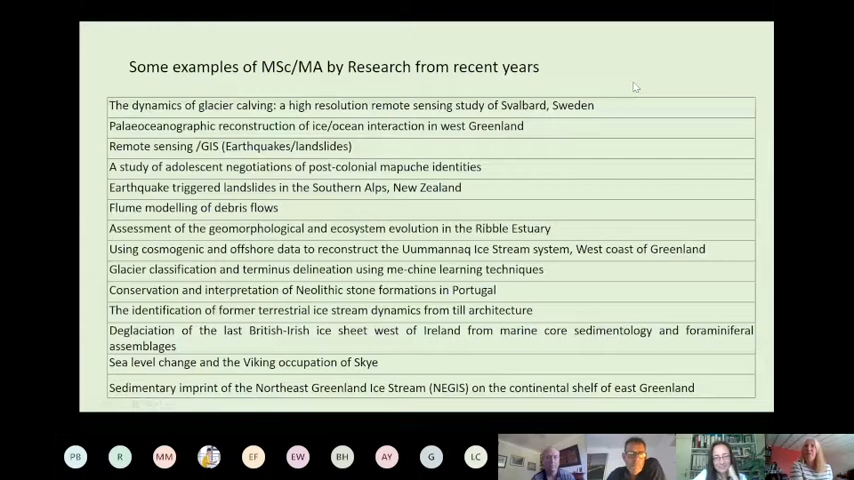 Some examples of MSc/MA by Research from recent years
The dynamics of glacier calving: a high resolution remote sensing study of Svalbard, Sweden
Palaeoceanographic reconstruction of ice/ocean interaction in west Greenland
Remote sensing /GIS (Earthquakes/landslides)
A study of adolescent negotiations of post-colonial mapuche identities
Earthquake triggered landslides in the Southern Alps, New Zealand
Flume modelling of debris flows
Assessment of the geomorphological and ecosystem evolution in the Ribble Estuary
Using cosmogenic and offshore data to reconstruct the Uummannaq Ice Stream system, West coast of Greenland
Glacier classification and terminus delineation using me-chine learning techniques
Conservation and interpretation of Neolithic stone formations in Portugal
The identification of former terrestrial ice stream dynamics from till architecture
Deglaciation of the last British-Irish ice sheet west of Ireland from marine core sedimentology and foraminiferal
assemblages
Sea level change and the Viking occupation of Skye
Sedimentary imprint of the Northeast Greenland Ice Stream (NEGIS) on the continental shelf of east Greenland
PB R MM EF EW BH AY G LC